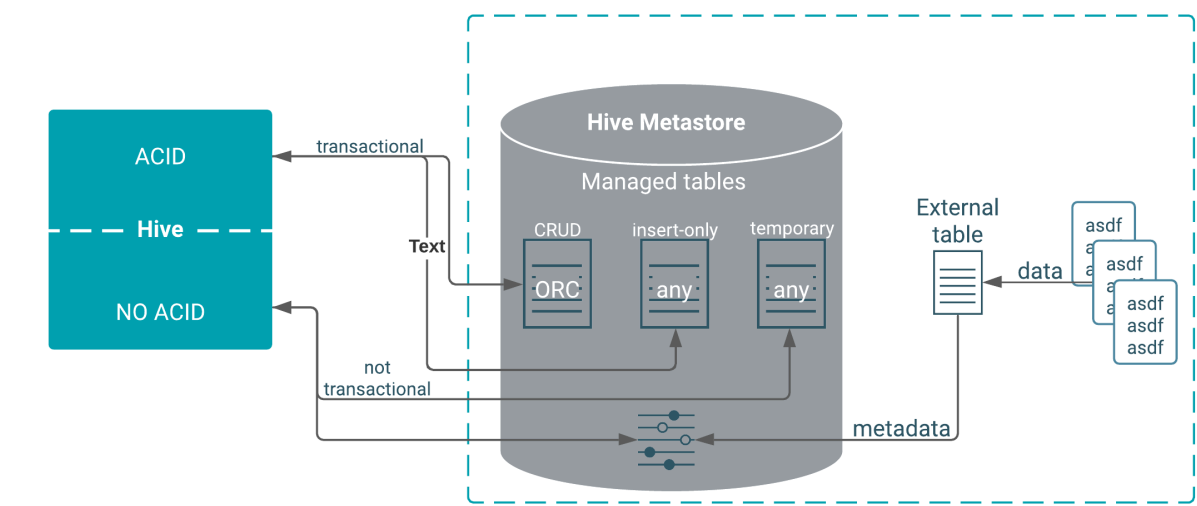 Hive Metastore
Managed tables
ACID
Hive
NO ACID
transactional
Text
not
transactional
CRUD
ORC
insert-only
any
temporary
any
External
table
data
metadata
asdf
a
asdf
a
asdf
asdf
asdf